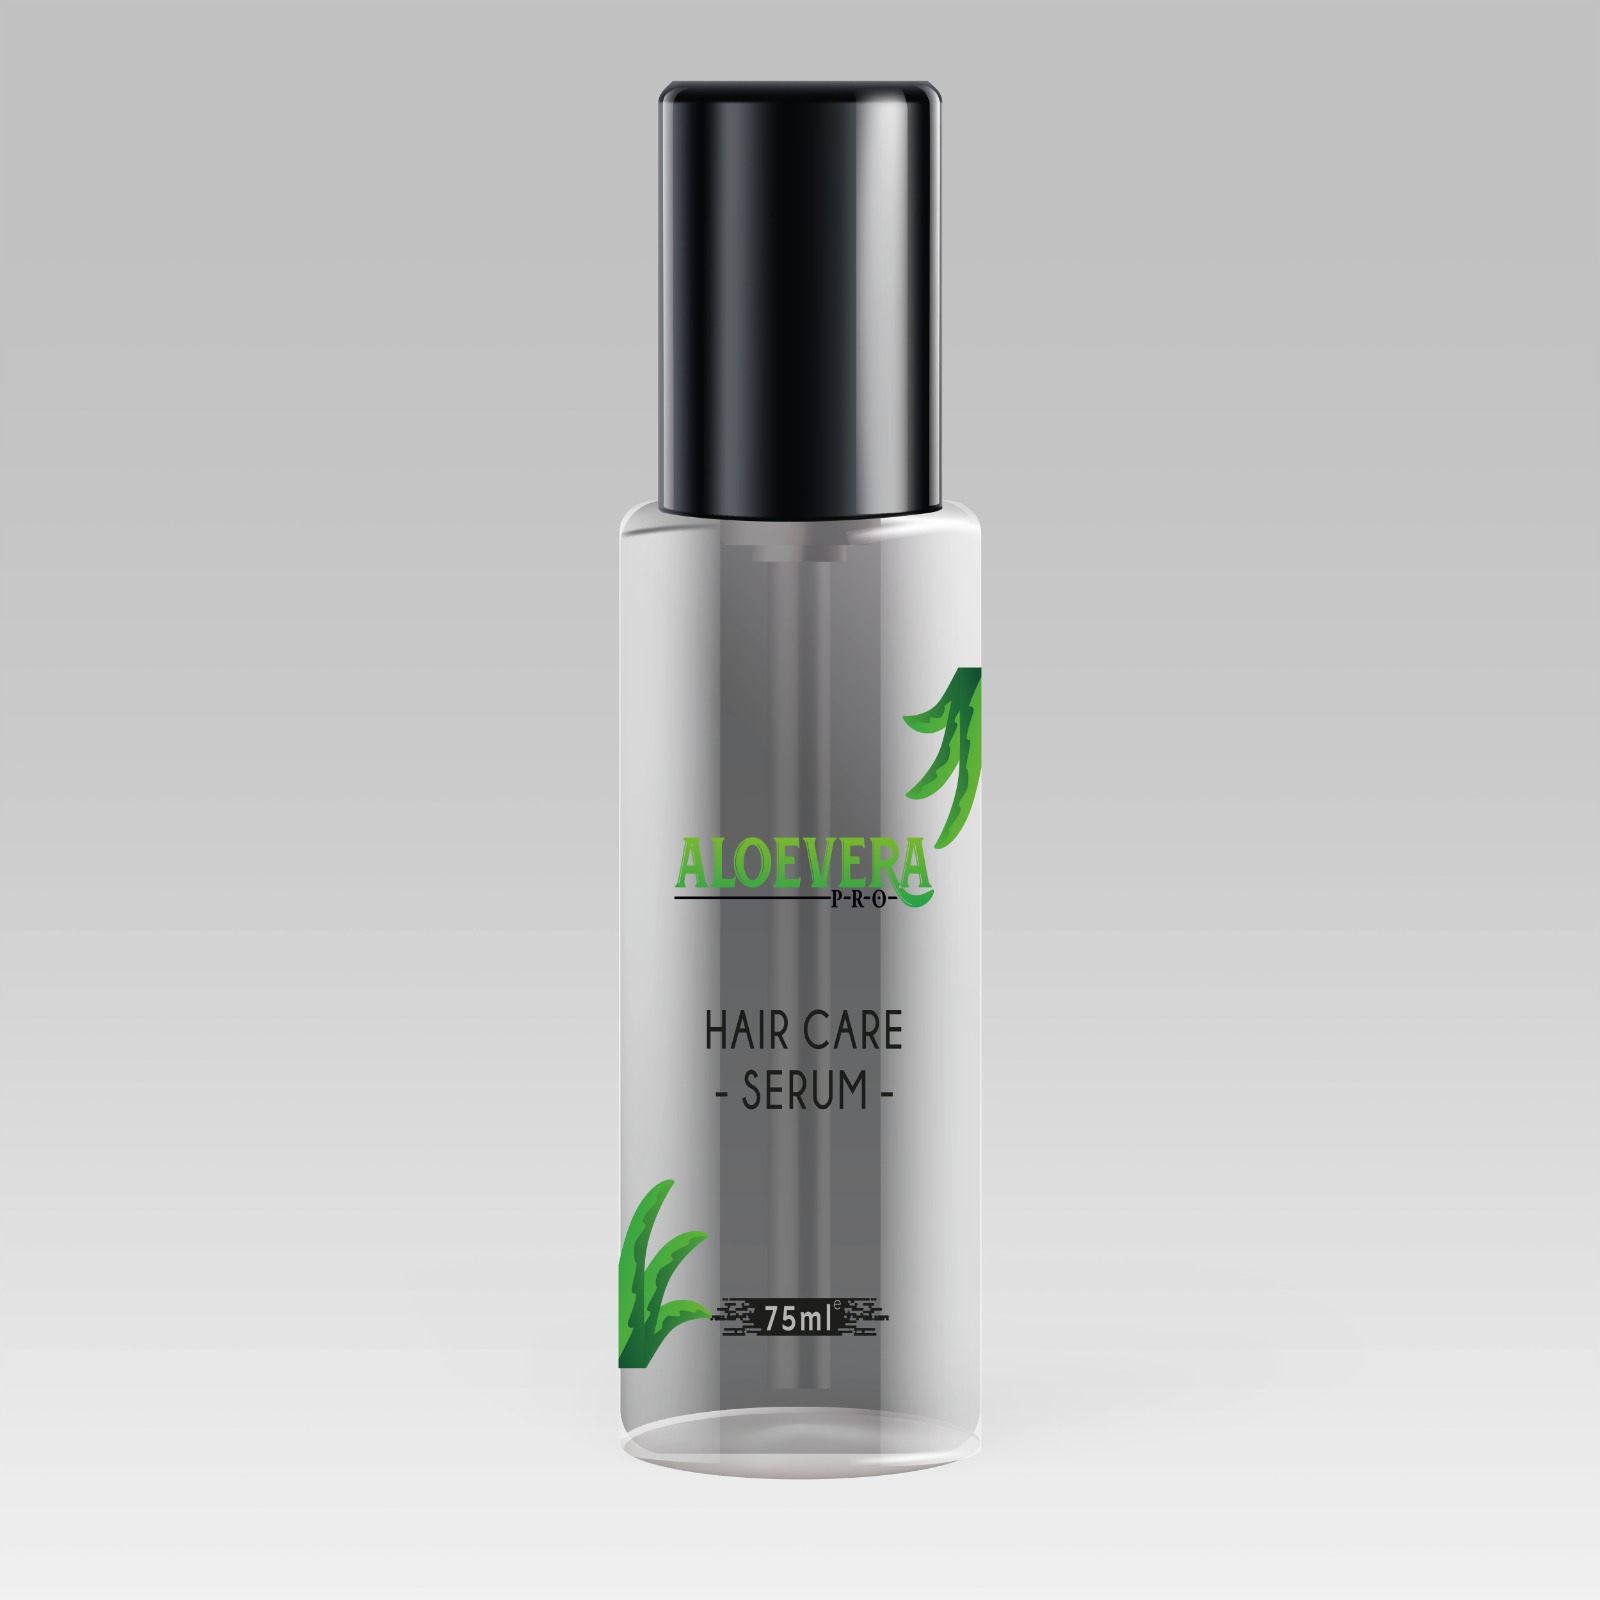 ALOEVERA
P-R-O-
HAIR CARE
- SERUM -
75ml e